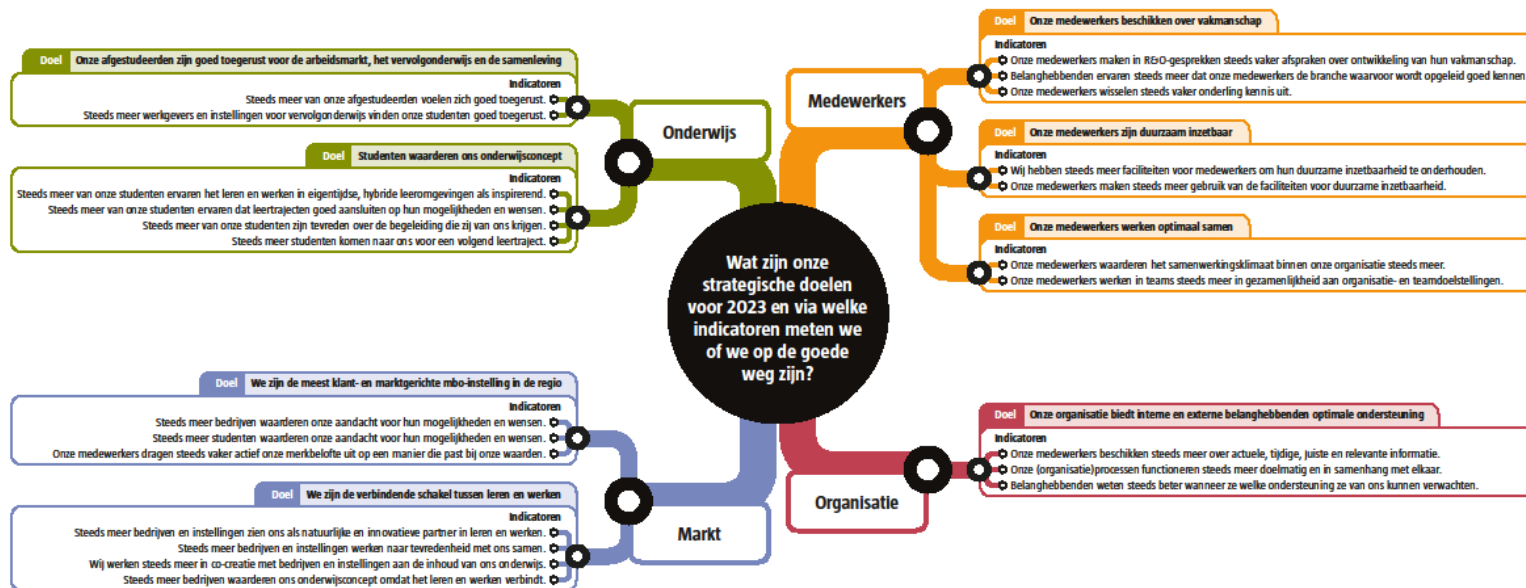 Wat zijn onze
strategische doelen
voor 2023 en via welke
indicatoren meten we
of we op de goede
weg zijn?
Onderwijs
Doel Onze afgestudeerden zijn goed toegerust voor de arbeidsmarkt, het vervolgonderwijs en de samenleving
Indicatoren
Steeds meer van onze afgestudeerden voelen zich goed toegerust.
Steeds meer werkgevers en instellingen voor vervolgonderwijs vinden onze studenten goed toegerust.
Doel Studenten waarderen ons onderwijsconcept
Indicatoren
Steeds meer van onze studenten ervaren het leren en werken in eigentijdse, hybride leeromgevingen als inspirerend.
Steeds meer van onze studenten ervaren dat leertrajecten goed aansluiten op hun mogelijkheden en wensen.
Steeds meer van onze studenten zijn tevreden over de begeleiding die zij van ons krijgen.
Steeds meer studenten komen naar ons voor een volgend leertraject.
Medewerkers
Doel Onze medewerkers beschikken over vakmanschap
Indicatoren
Onze medewerkers maken in R&O-gesprekken steeds vaker afspraken over ontwikkeling van hun vakmanschap.
Belanghebbenden ervaren steeds meer dat onze medewerkers de branche waarvoor wordt opgeleid goed kennen
Onze medewerkers wisselen steeds vaker onderling kennis uit.
Doel Onze medewerkers zijn duurzaam inzetbaar
Indicatoren
Wij hebben steeds meer faciliteiten voor medewerkers om hun duurzame inzetbaarheid te onderhouden.
Onze medewerkers maken steeds meer gebruik van de faciliteiten voor duurzame inzetbaarheid.
Doel Onze medewerkers werken optimaal samen
Indicatoren
Onze medewerkers waarderen het samenwerkingsklimaat binnen onze organisatie steeds meer.
Onze medewerkers werken in teams steeds meer in gezamenlijkheid aan organisatie- en teamdoelstellingen.
Markt
Doel We zijn de meest klant- en marktgerichte mbo-instelling in de regio
Indicatoren
Steeds meer bedrijven waarderen onze aandacht voor hun mogelijkheden en wensen.
Steeds meer studenten waarderen onze aandacht voor hun mogelijkheden en wensen.
Onze medewerkers dragen steeds vaker actief onze merkbelofte uit op een manier die past bij onze waarden.
Doel We zijn de verbindende schakel tussen leren en werken
Indicatoren
Steeds meer bedrijven en instellingen zien ons als natuurlijke en innovatieve partner in leren en werken.
Steeds meer bedrijven en instellingen werken naar tevredenheid met ons samen.
Wij werken steeds meer in co-creatie met bedrijven en instellingen aan de inhoud van ons onderwijs.
Steeds meer bedrijven waarderen ons onderwijsconcept omdat het leren en werken verbindt.
Organisatie
Doel Onze organisatie biedt interne en externe belanghebbenden optimale ondersteuning
Indicatoren
Onze medewerkers beschikken steeds meer over actuele, tijdige, juiste en relevante informatie.
Onze (organisatie)processen functioneren steeds meer doelmatig en in samenhang met elkaar.
Belanghebbenden weten steeds beter wanneer ze welke ondersteuning ze van ons kunnen verwachten.